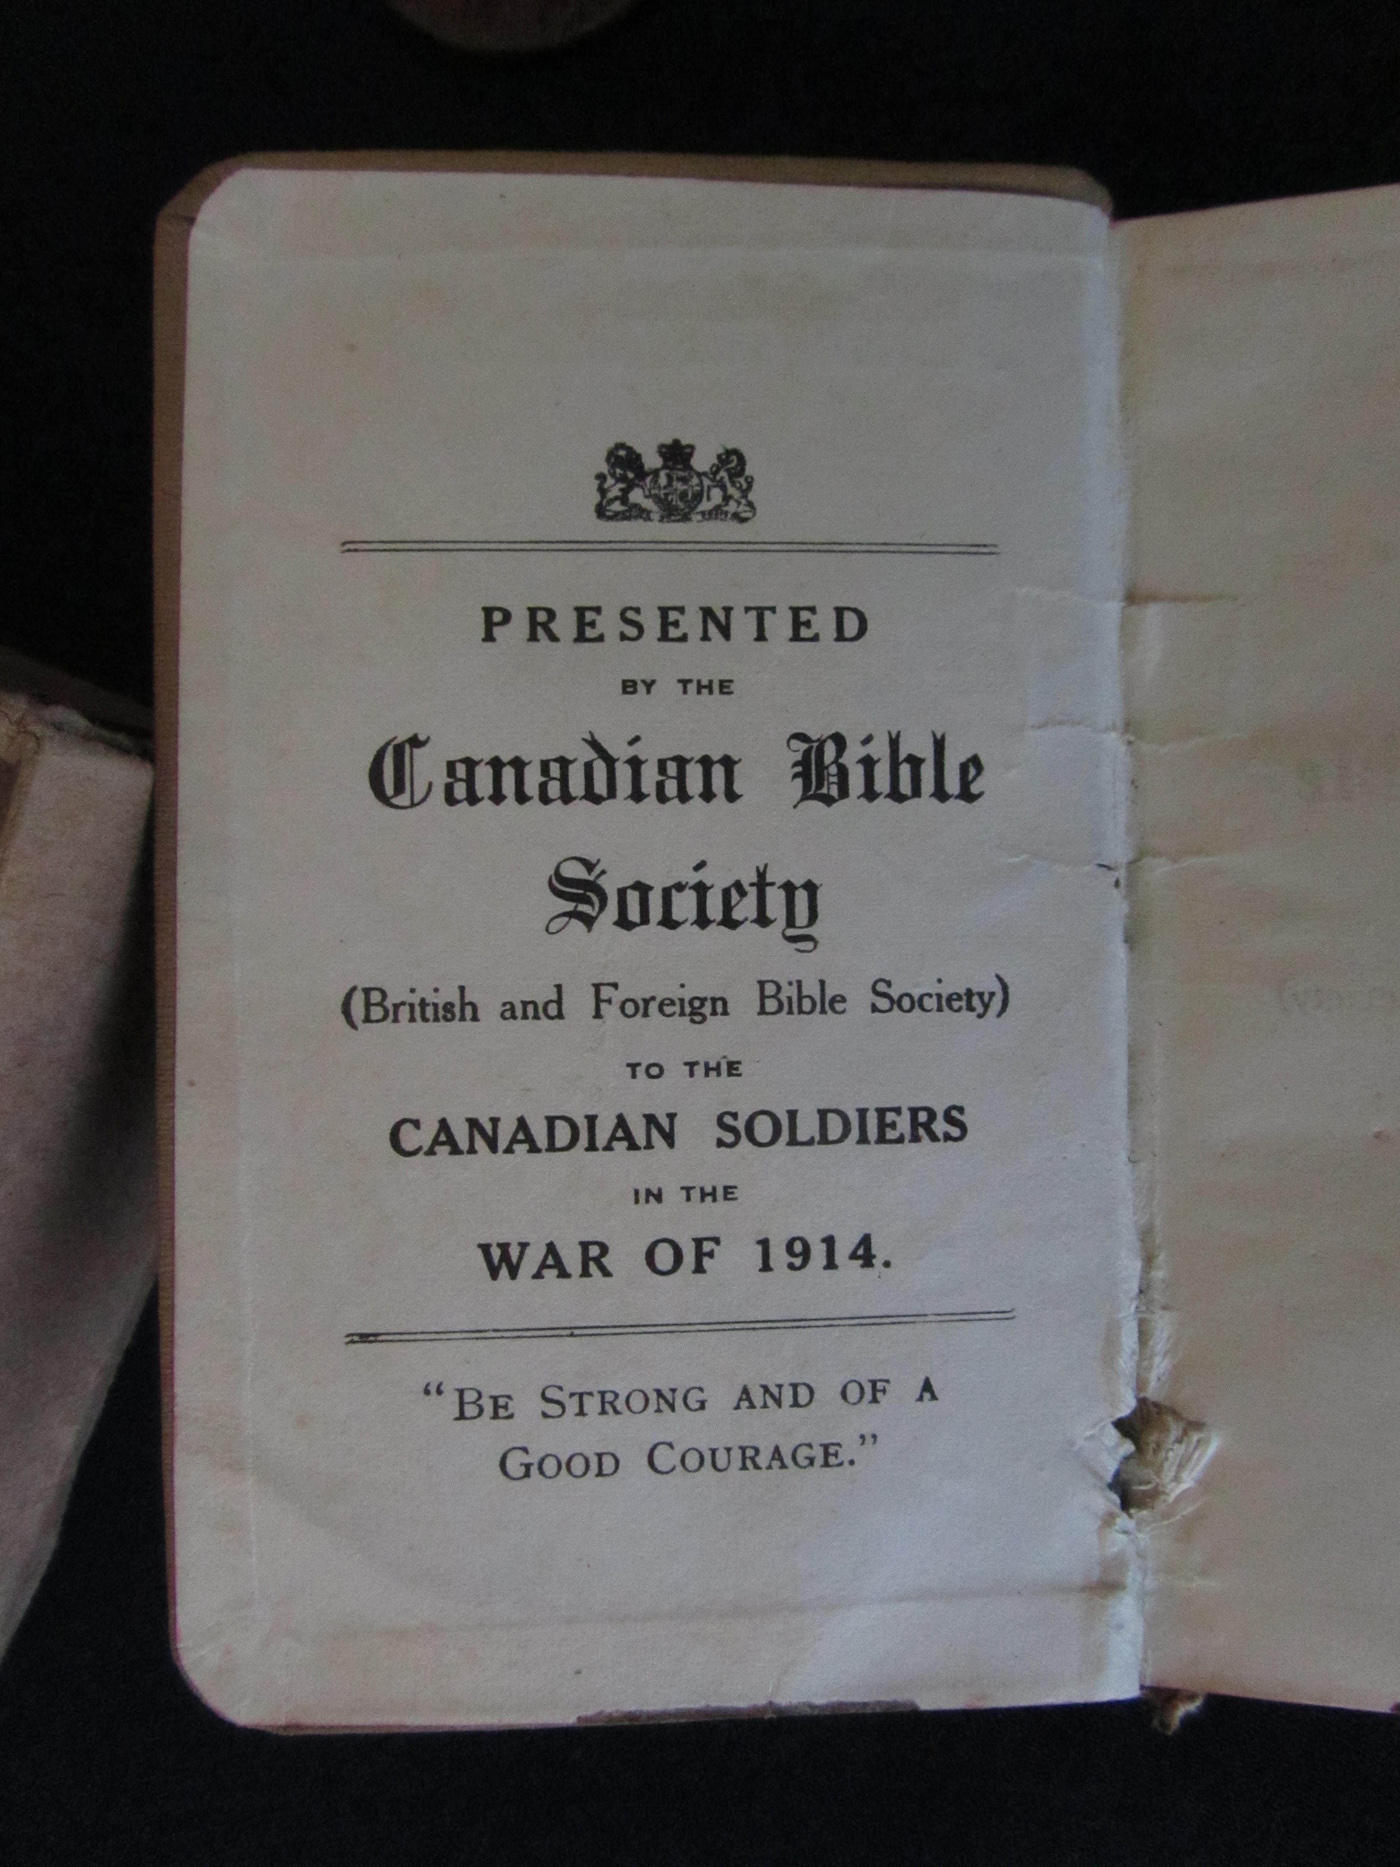 PRESENTED
BY THE
Canadian Bible
Society
(British and Foreign Bible Society)
TO THE
CANADIAN SOLDIERS
IN THE
WAR OF 1914.
"BE STRONG AND OF A
GOOD COURAGE."